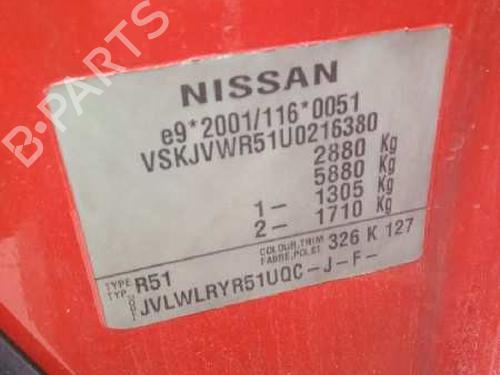 B-PARTS
NISSAN
e9*2001/116*0051
VSKJVWR51U0216380
2880 Kg
5880 Kg
1- 1305 Kg
2- 1710 Kg
TYPE TYP R51 COLOUR,TRIM FARBE,POLST 326 K 127
JVLWLRYR51UQC-J-F-